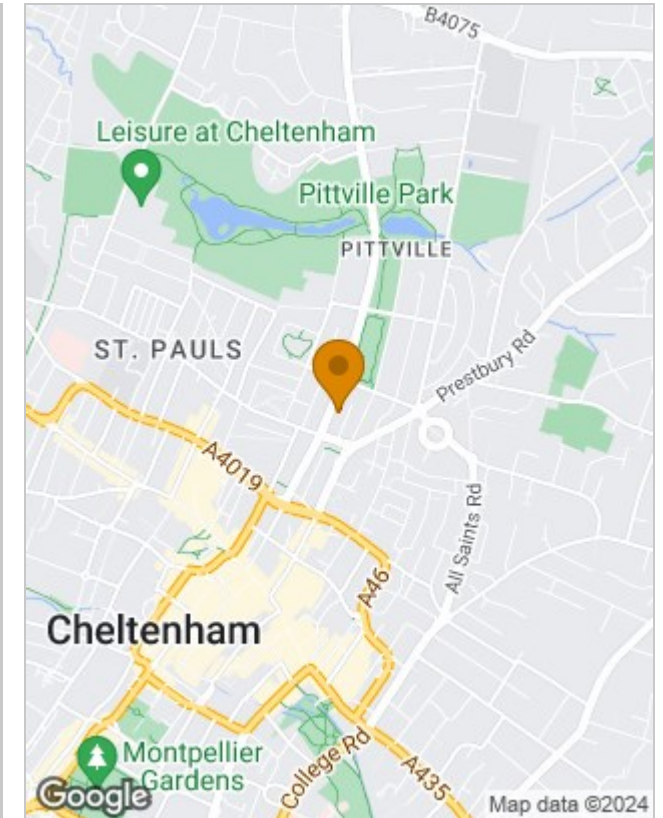 B4075
Leisure at Cheltenham
Pittville Park
PITTVILLE
ST. PAULS
Prestbury Rd
A4019
All Saints Rd
A46
Cheltenham
Montpellier
Gardens
College Rd
A435
Google
Map data ©2024